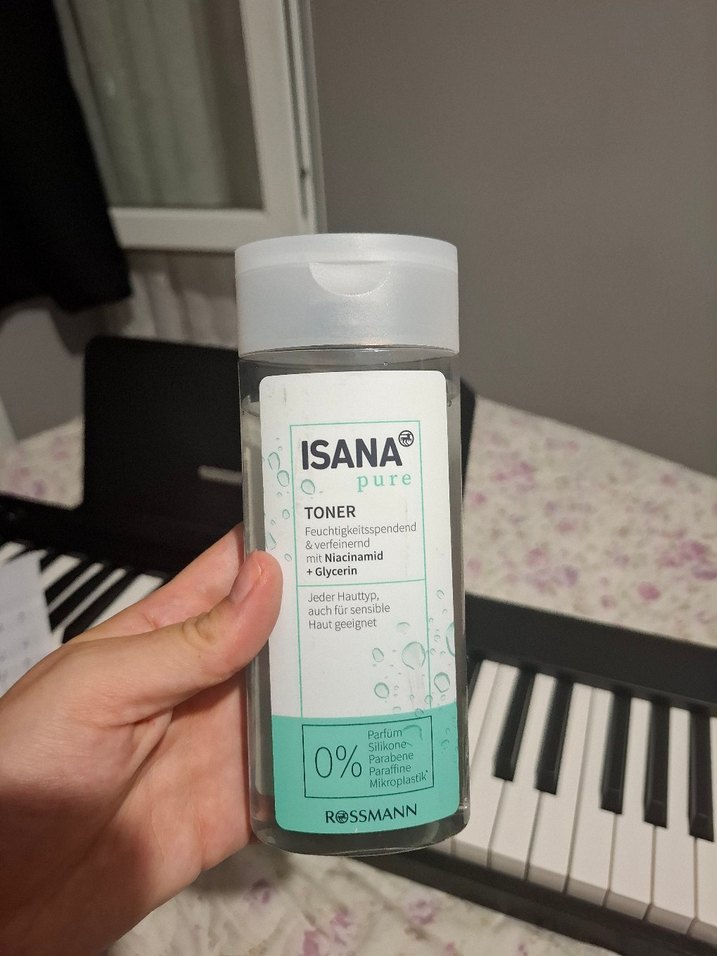 ISANA
pure
TONER
Feuchtigkeitsspendend
& verfeinernd
mit Niacinamid
+ Glycerin
Jeder Hauttyp,
auch für sensible
Haut geeignet
0%
Parfüm
Silikone
Parabene
Paraffine
Mikroplastik*
ROSSMANN